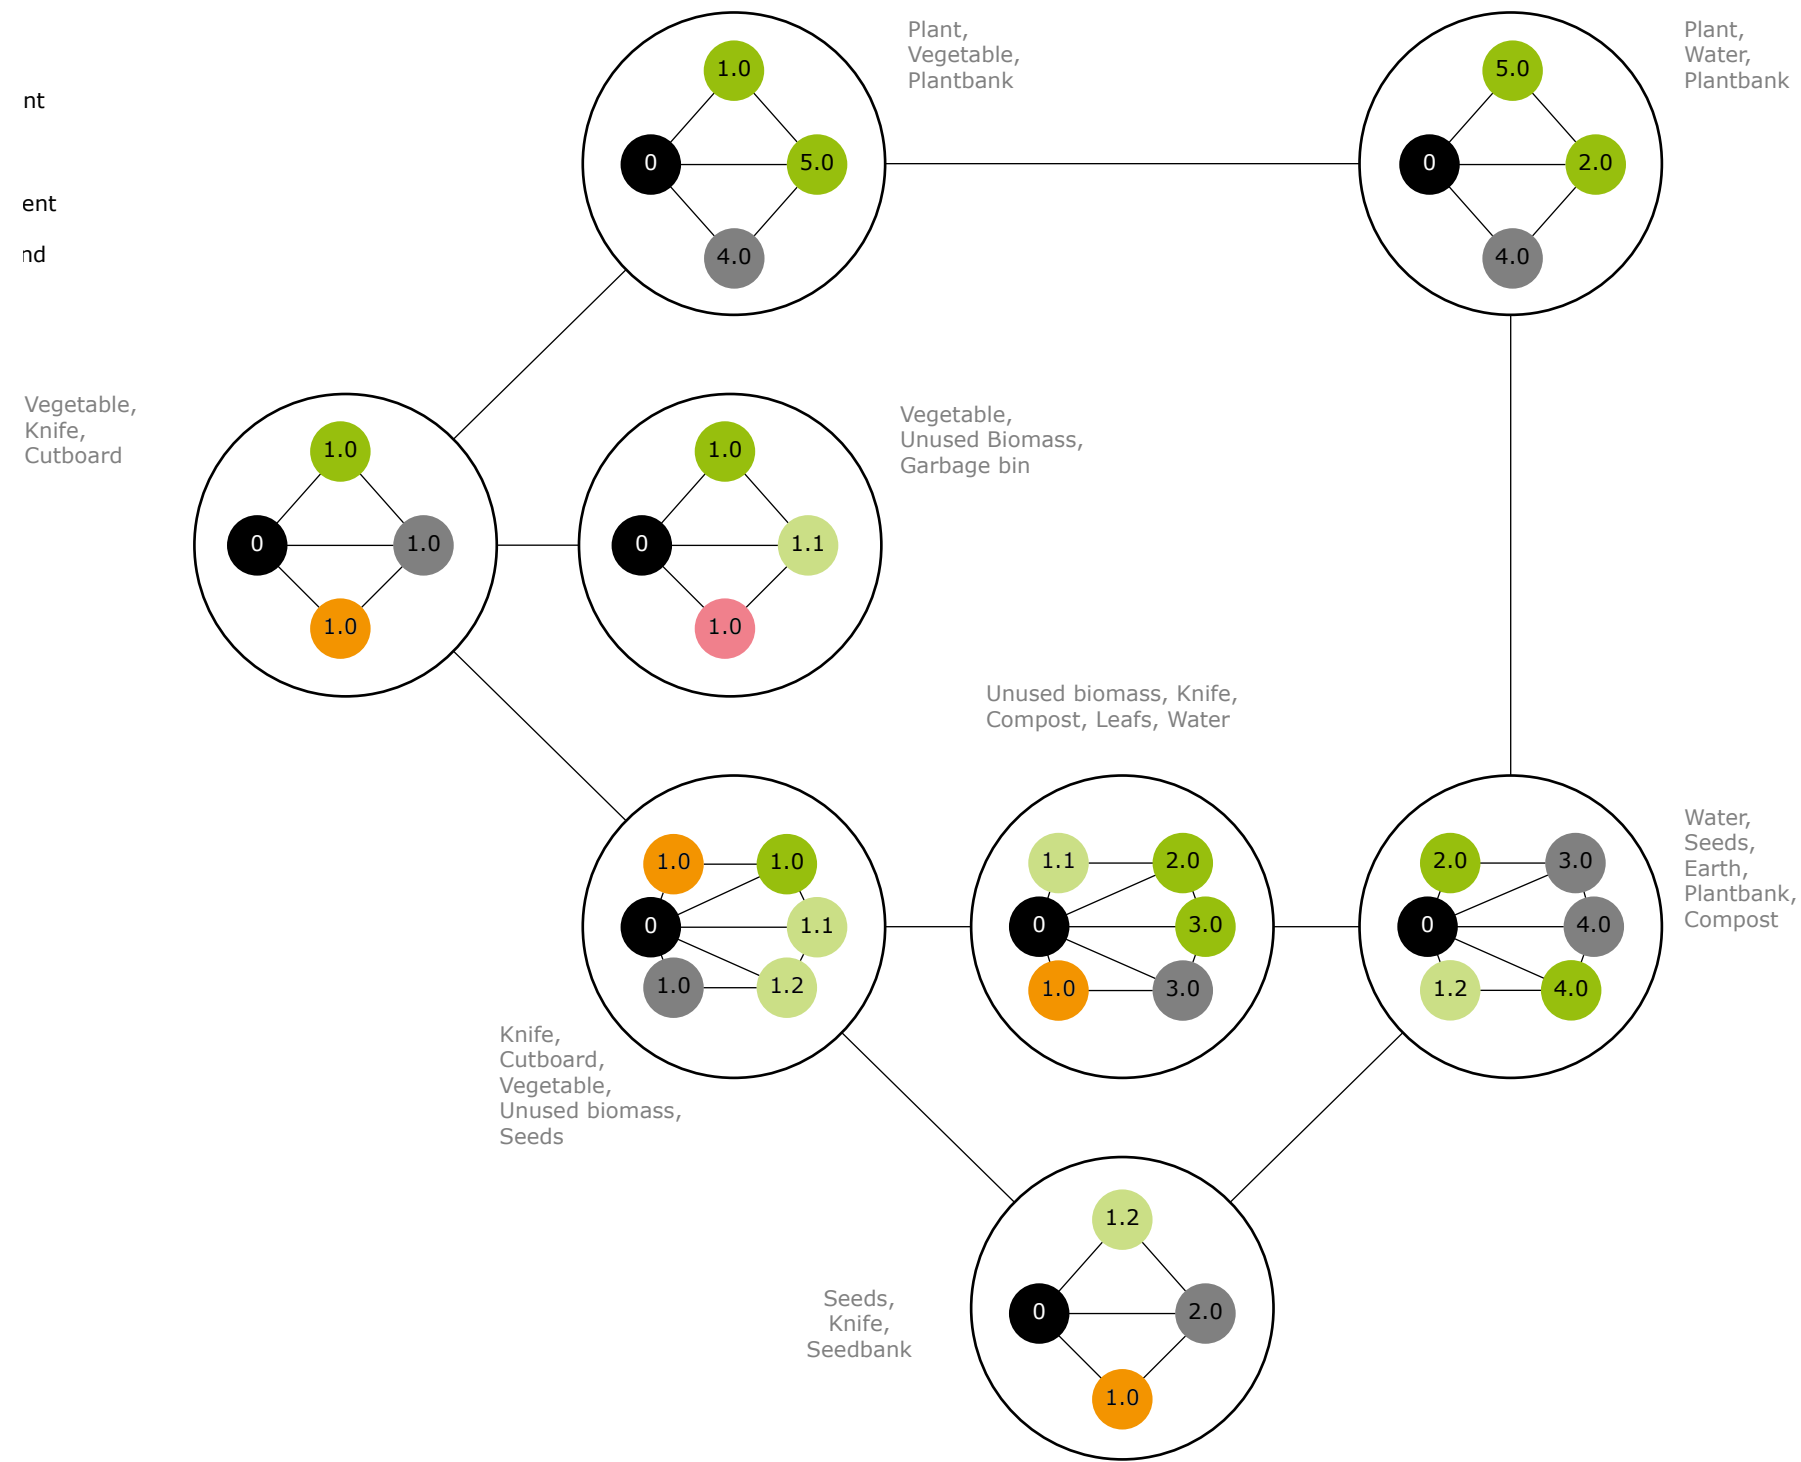 nt
ent
nd
Plant,
Vegetable,
Plantbank
1.0
0
5.0
4.0
Plant,
Water,
Plantbank
5.0
0
2.0
4.0
Vegetable,
Knife,
Cutboard
1.0
0
1.0
1.0
Vegetable,
Unused Biomass,
Garbage bin
1.0
0
1.1
1.0
Knife,
Cutboard,
Vegetable,
Unused biomass,
Seeds
1.0
1.0
0
1.1
1.0
1.2
Unused biomass, Knife,
Compost, Leafs, Water
1.1
2.0
0
3.0
1.0
3.0
Water,
Seeds,
Earth,
Plantbank,
Compost
2.0
3.0
0
4.0
1.2
4.0
Seeds,
Knife,
Seedbank
1.2
0
2.0
1.0